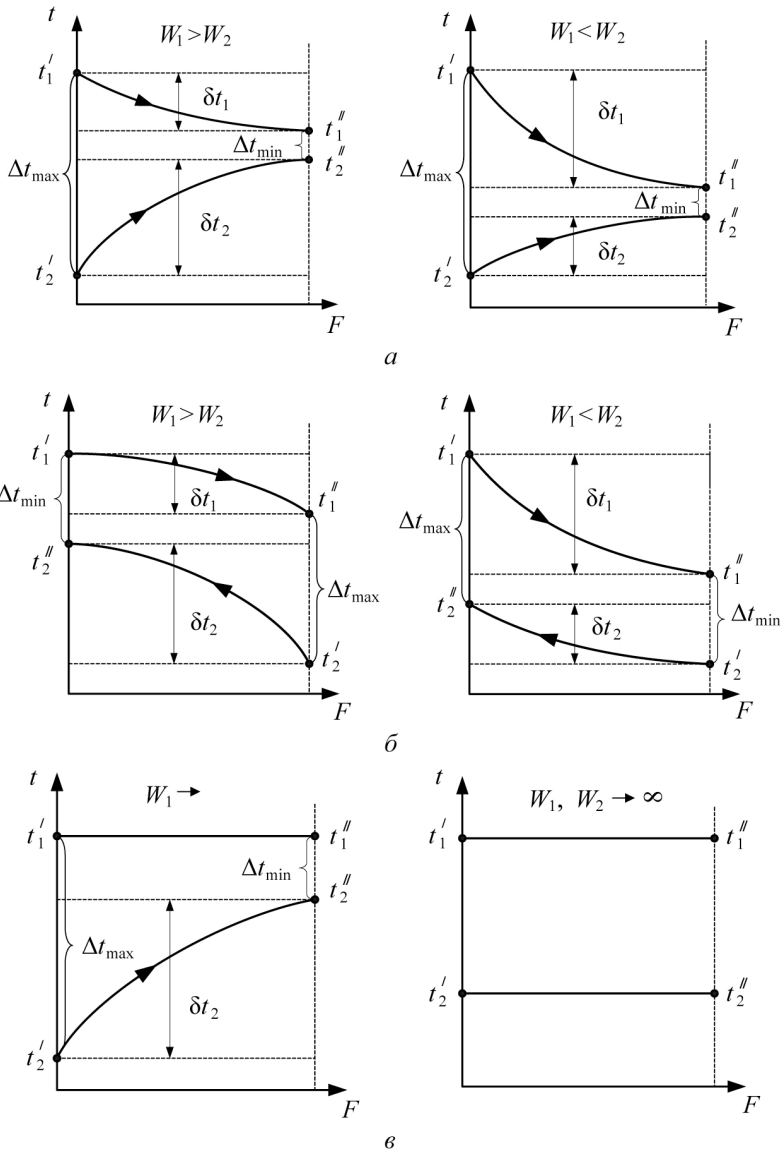 t W₁ > W₂ t W₁ < W₂
t₁′ t₁′
δt₁ δt₁
t₁″ t₁″
Δtmin Δtmin
t₂″ t₂″
Δtmax Δtmax
δt₂ δt₂
t₂′ t₂′
F F
а
t W₁ > W₂ t W₁ < W₂
t₁′ t₁′
δt₁ δt₁
Δtmin t₁″ Δtmax t₁″
t₂″ t₂″
Δtmax Δtmin
δt₂ δt₂
t₂′ t₂′
F F
б
t W₁ → t W₁, W₂ → ∞
t₁′ t₁″ t₁′ t₁″
Δtmin
t₂″
Δtmax
δt₂ t₂′ t₂″
t₂′
F F
в